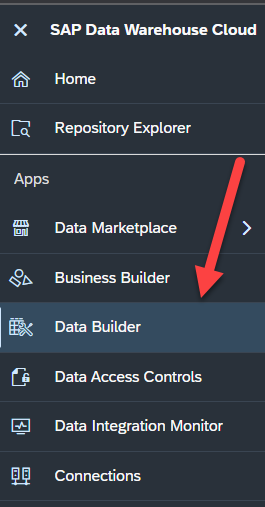 SAP Data Warehouse Cloud
Home
Repository Explorer
Apps
Data Marketplace
Business Builder
Data Builder
Data Access Controls
Data Integration Monitor
Connections